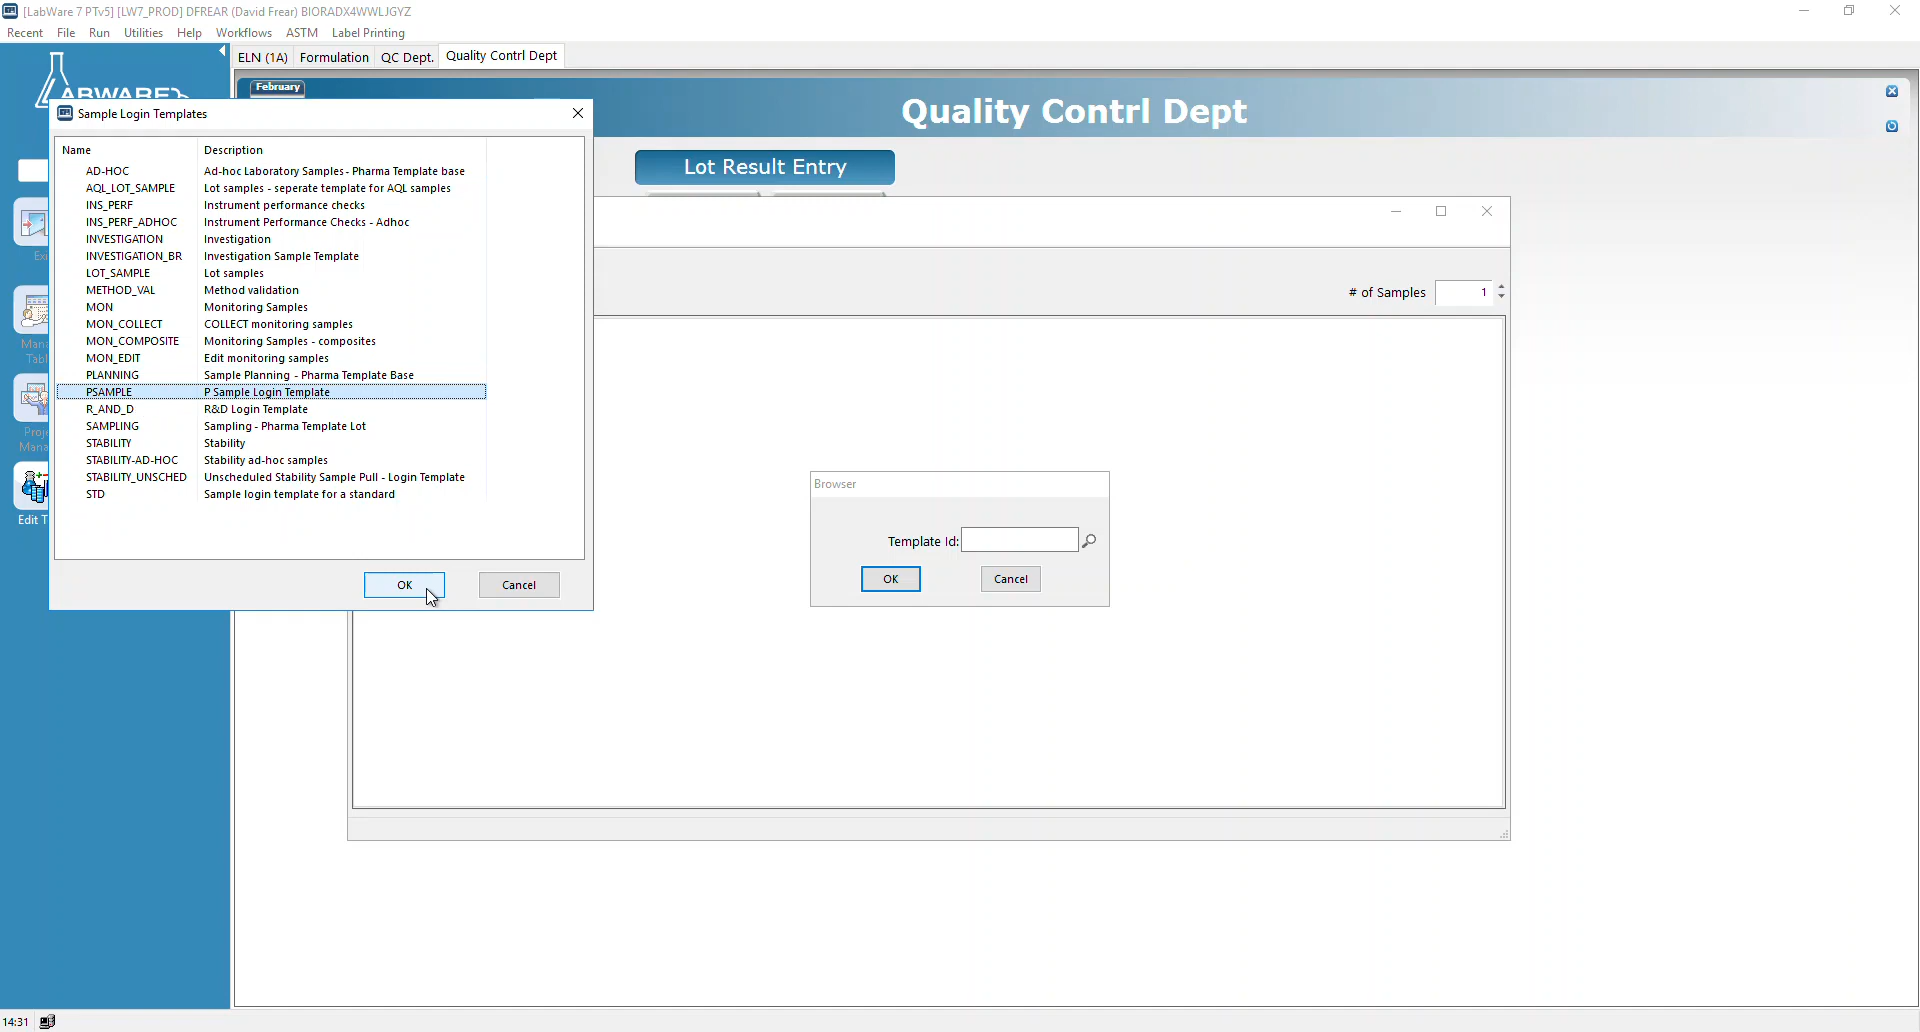 [LabWare 7 PTv5] [LW7_PROD] DFREAR (David Frear) BIORADX4WWLJGYZ
Recent File Run Utilities Help Workflows ASTM Label Printing
ELN (1A) Formulation QC Dept. Quality Contrl Dept
ABWARE
February
Quality Contrl Dept
Sample Login Templates
Lot Result Entry
Name Description
AD-HOC Ad-hoc Laboratory Samples - Pharma Template base
AQL_LOT_SAMPLE Lot samples - seperate template for AQL samples
INS_PERF Instrument performance checks
INS_PERF_ADHOC Instrument Performance Checks - Adhoc
INVESTIGATION Investigation
INVESTIGATION_BR Investigation Sample Template
LOT_SAMPLE Lot samples
METHOD_VAL Method validation
MON Monitoring Samples
MON_COLLECT COLLECT monitoring samples
MON_COMPOSITE Monitoring Samples - composites
MON_EDIT Edit monitoring samples
PLANNING Sample Planning - Pharma Template Base
PSAMPLE P Sample Login Template
R_AND_D R&D Login Template
SAMPLING Sampling - Pharma Template Lot
STABILITY Stability
STABILITY-AD-HOC Stability ad-hoc samples
STABILITY_UNSCHED Unscheduled Stability Sample Pull - Login Template
STD Sample login template for a standard
OK Cancel
# of Samples 1
Browser
Template Id:
OK Cancel
Exi
Mana
Tabl
Proje
Mana
Edit T
14:31